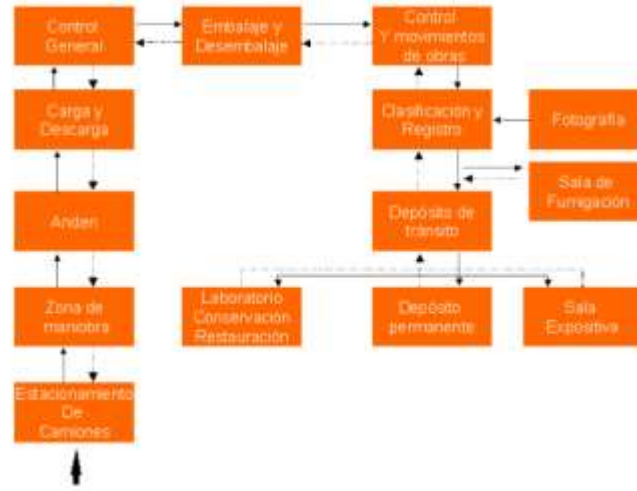 Control
General
Embalaje y
Desembalaje
Control
Y movimientos
de obras
Carga y
Descarga
Clasificación y
Registro
Fotografía
Sala de
Fumigación
Anden
Depósito de
tránsito
Zona de
maniobra
Laboratorio
Conservación
Restauración
Depósito
permanente
Sala
Expositiva
Estacionamiento
De
Camiones